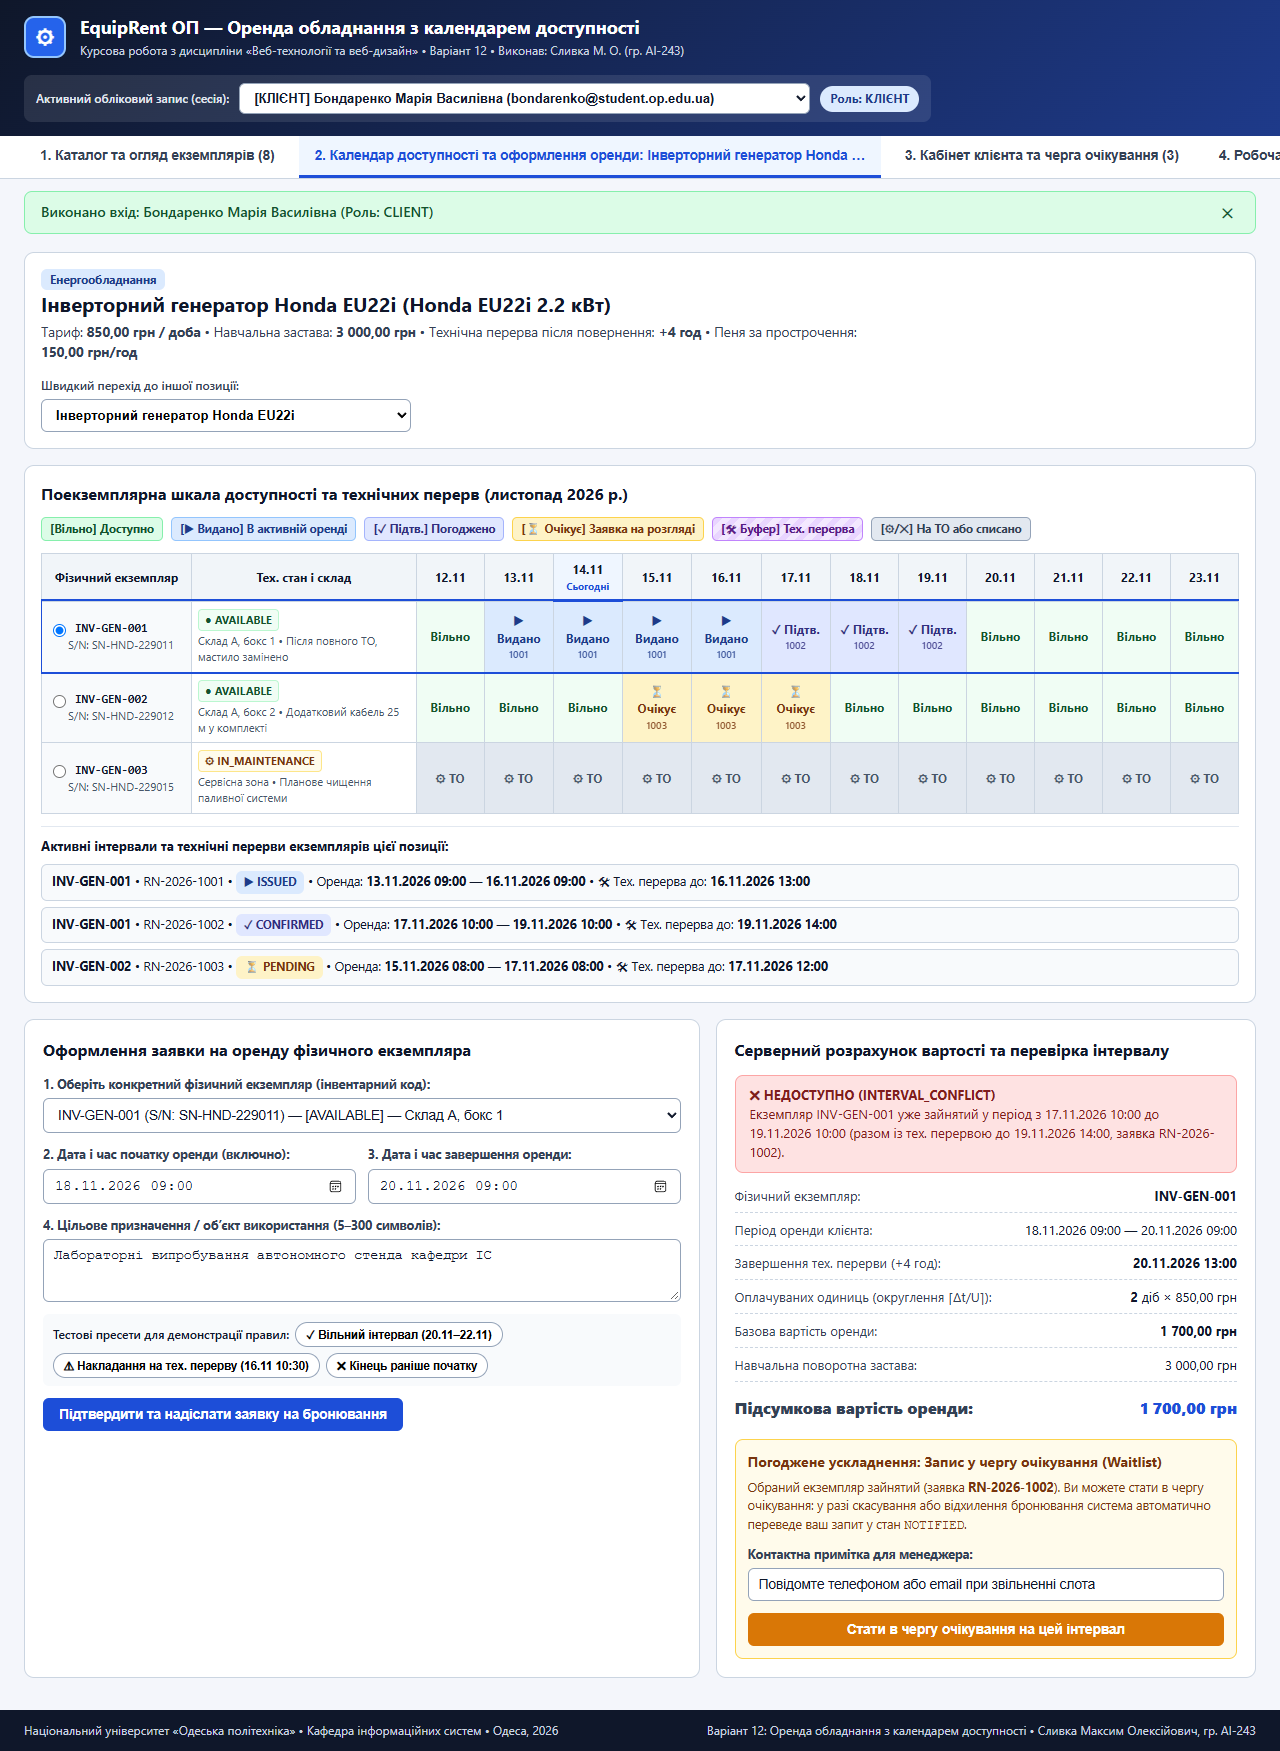 EquipRent ОП — Оренда обладнання з календарем доступності
Курсова робота з дисципліни «Веб-технології та веб-дизайн» • Варіант 12 • Виконав: Сливка М. О. (гр. АІ-243)
Активний обліковий запис (сесія): [КЛІЄНТ] Бондаренко Марія Василівна (bondarenko@student.op.edu.ua) Роль: КЛІЄНТ
1. Каталог та огляд екземплярів (8) 2. Календар доступності та оформлення оренди: Інверторний генератор Honda … 3. Кабінет клієнта та черга очікування (3) 4. Робоча
Виконано вхід: Бондаренко Марія Василівна (Роль: CLIENT) ✕
Енергообладнання
Інверторний генератор Honda EU22i (Honda EU22i 2.2 кВт)
Тариф: 850,00 грн / доба • Навчальна застава: 3 000,00 грн • Технічна перерва після повернення: +4 год • Пеня за прострочення:
150,00 грн/год
Швидкий перехід до іншої позиції:
Інверторний генератор Honda EU22i
Поекземплярна шкала доступності та технічних перерв (листопад 2026 р.)
[Вільно] Доступно [▶ Видано] В активній оренді [✓ Підтв.] Погоджено [⏳ Очікує] Заявка на розгляді [🛠 Буфер] Тех. перерва [⚙/✕] На ТО або списано
Фізичний екземпляр Тех. стан і склад 12.11 13.11 14.11 Сьогодні 15.11 16.11 17.11 18.11 19.11 20.11 21.11 22.11 23.11
INV-GEN-001 S/N: SN-HND-229011 ● AVAILABLE Склад А, бокс 1 • Після повного ТО, мастило замінено Вільно ▶ Видано 1001 ▶ Видано 1001 ▶ Видано 1001 ▶ Видано 1001 ✓ Підтв. 1002 ✓ Підтв. 1002 ✓ Підтв. 1002 Вільно Вільно Вільно Вільно
INV-GEN-002 S/N: SN-HND-229012 ● AVAILABLE Склад А, бокс 2 • Додатковий кабель 25 м у комплекті Вільно Вільно Вільно ⏳ Очікує 1003 ⏳ Очікує 1003 ⏳ Очікує 1003 Вільно Вільно Вільно Вільно Вільно Вільно
INV-GEN-003 S/N: SN-HND-229015 ⚙ IN_MAINTENANCE Сервісна зона • Планове чищення паливної системи ⚙ ТО ⚙ ТО ⚙ ТО ⚙ ТО ⚙ ТО ⚙ ТО ⚙ ТО ⚙ ТО ⚙ ТО ⚙ ТО ⚙ ТО ⚙ ТО
Активні інтервали та технічні перерви екземплярів цієї позиції:
INV-GEN-001 • RN-2026-1001 • ▶ ISSUED • Оренда: 13.11.2026 09:00 — 16.11.2026 09:00 • 🛠 Тех. перерва до: 16.11.2026 13:00
INV-GEN-001 • RN-2026-1002 • ✓ CONFIRMED • Оренда: 17.11.2026 10:00 — 19.11.2026 10:00 • 🛠 Тех. перерва до: 19.11.2026 14:00
INV-GEN-002 • RN-2026-1003 • ⏳ PENDING • Оренда: 15.11.2026 08:00 — 17.11.2026 08:00 • 🛠 Тех. перерва до: 17.11.2026 12:00
Оформлення заявки на оренду фізичного екземпляра
1. Оберіть конкретний фізичний екземпляр (інвентарний код):
INV-GEN-001 (S/N: SN-HND-229011) — [AVAILABLE] — Склад А, бокс 1
2. Дата і час початку оренди (включно): 3. Дата і час завершення оренди:
18.11.2026 09:00 20.11.2026 09:00
4. Цільове призначення / об'єкт використання (5–300 символів):
Лабораторні випробування автономного стенда кафедри ІС
Тестові пресети для демонстрації правил: ✓ Вільний інтервал (20.11–22.11)
⚠ Накладання на тех. перерву (16.11 10:30) ✕ Кінець раніше початку
Підтвердити та надіслати заявку на бронювання
Серверний розрахунок вартості та перевірка інтервалу
✕ НЕДОСТУПНО (INTERVAL_CONFLICT)
Екземпляр INV-GEN-001 уже зайнятий у період з 17.11.2026 10:00 до
19.11.2026 10:00 (разом із тех. перервою до 19.11.2026 14:00, заявка RN-2026-
1002).
Фізичний екземпляр: INV-GEN-001
Період оренди клієнта: 18.11.2026 09:00 — 20.11.2026 09:00
Завершення тех. перерви (+4 год): 20.11.2026 13:00
Оплачуваних одиниць (округлення ⌈Δt/U⌉): 2 діб × 850,00 грн
Базова вартість оренди: 1 700,00 грн
Навчальна поворотна застава: 3 000,00 грн
Підсумкова вартість оренди: 1 700,00 грн
Погоджене ускладнення: Запис у чергу очікування (Waitlist)
Обраний екземпляр зайнятий (заявка RN-2026-1002). Ви можете стати в чергу
очікування: у разі скасування або відхилення бронювання система автоматично
переведе ваш запит у стан NOTIFIED.
Контактна примітка для менеджера:
Повідомте телефоном або email при звільненні слота
Стати в чергу очікування на цей інтервал
Національний університет «Одеська політехніка» • Кафедра інформаційних систем • Одеса, 2026
Варіант 12: Оренда обладнання з календарем доступності • Сливка Максим Олексійович, гр. АІ-243